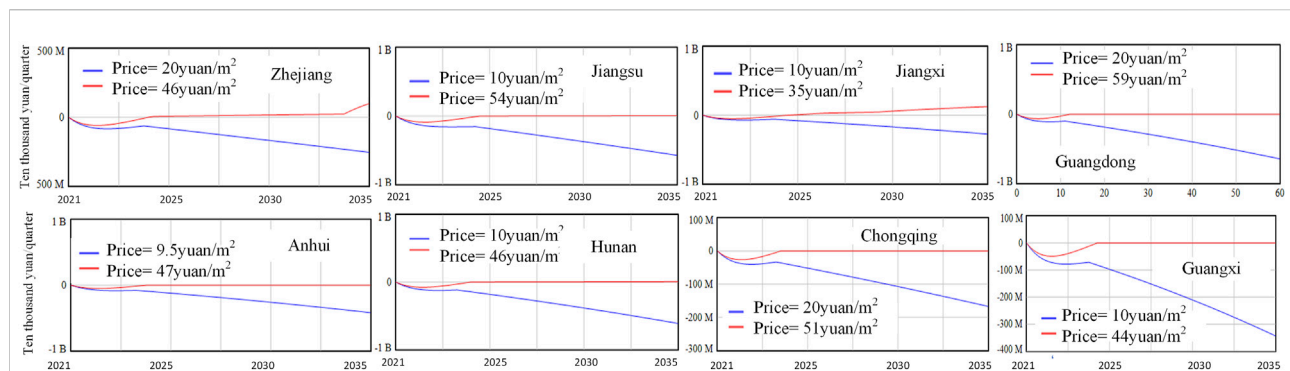 Ten thousand yuan/quarter
500 M
0
500 M
Price= 20yuan/m²
Price= 46yuan/m²
Zhejiang
2021
2025
2030
2035
1 B
0
-1 B
Price= 10yuan/m²
Price= 54yuan/m²
Jiangsu
2021
2025
2030
2035
1 B
0
-1 B
Price= 10yuan/m²
Price= 35yuan/m²
Jiangxi
2021
2025
2030
2035
1 B
0
-1 B
Price= 20yuan/m²
Price= 59yuan/m²
Guangdong
0
10
20
30
40
50
60
Ten thousand yuan/quarter
1 B
0
-1 B
Price= 9.5yuan/m²
Price= 47yuan/m²
Anhui
2021
2025
2030
2035
1 B
0
-1 B
Price= 10yuan/m²
Price= 46yuan/m²
Hunan
2021
2025
2030
2035
100 M
0
-100 M
-200 M
-300 M
Chongqing
Price= 20yuan/m²
Price= 51yuan/m²
2021
2025
2030
2035
100 M
0
-100 M
-200 M
-300 M
-400 M
Guangxi
Price= 10yuan/m²
Price= 44yuan/m²
2021
2025
2030
2035